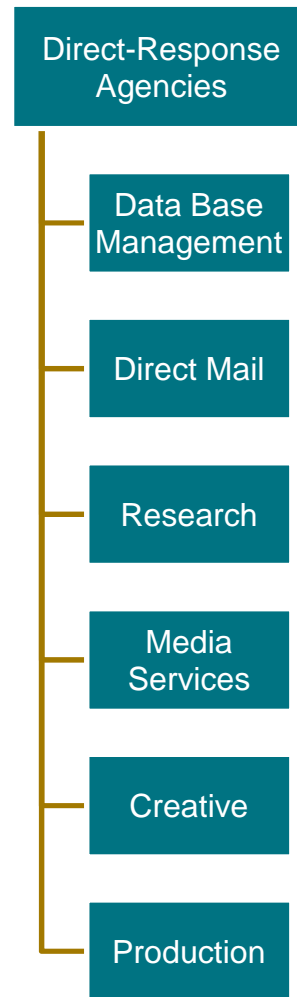 Direct-Response
Agencies
Data Base
Management
Direct Mail
Research
Media
Services
Creative
Production